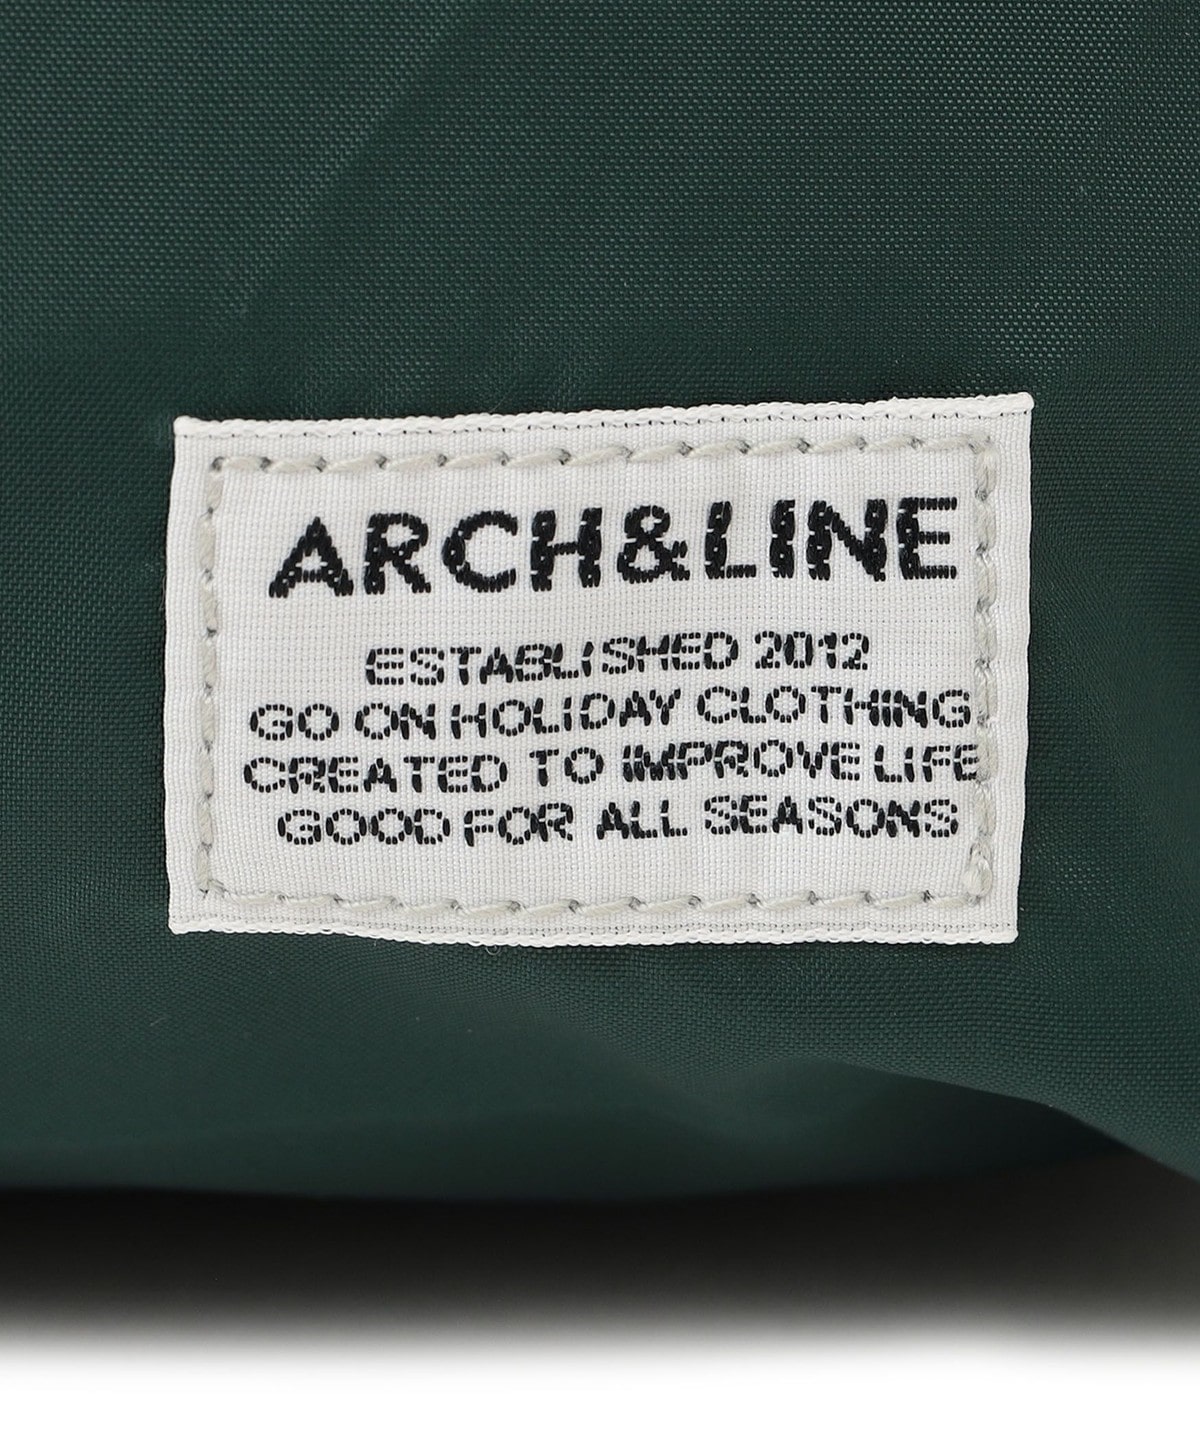 ARCH&LINE
ESTABLISHED 2012
GO ON HOLIDAY CLOTHING
CREATED TO IMPROVE LIFE
GOOD FOR ALL SEASONS